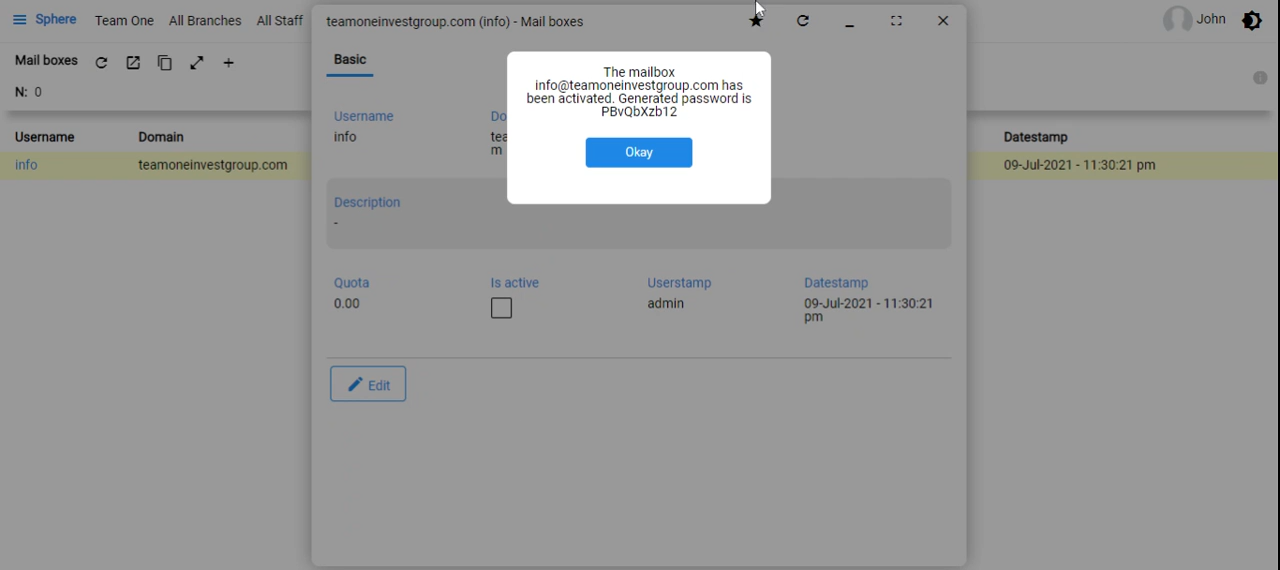 Sphere Team One All Branches All Staff
teamoneinvestgroup.com (info) - Mail boxes
John
Mail boxes
N: 0
Basic
The mailbox
info@teamoneinvestgroup.com has
been activated. Generated password is
PBvQbXzb12
Okay
Username Domain Datestamp
info teamoneinvestgroup.com 09-Jul-2021 - 11:30:21 pm
Username
info
Do
tea
m
Description
-
Quota Is active Userstamp Datestamp
0.00 admin 09-Jul-2021 - 11:30:21
pm
Edit